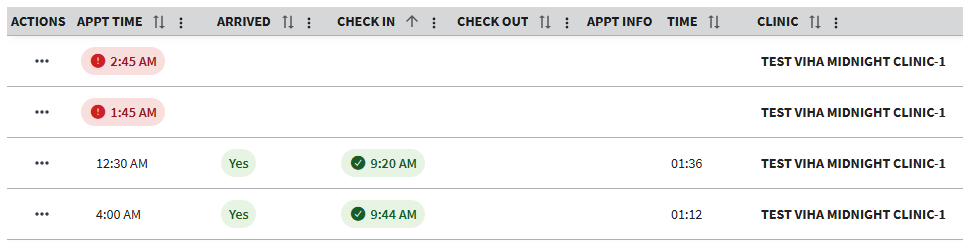 ACTIONS APPT TIME ARRIVED CHECK IN CHECK OUT APPT INFO TIME CLINIC
2:45 AM TEST VIHA MIDNIGHT CLINIC-1
1:45 AM TEST VIHA MIDNIGHT CLINIC-1
12:30 AM Yes 9:20 AM 01:36 TEST VIHA MIDNIGHT CLINIC-1
4:00 AM Yes 9:44 AM 01:12 TEST VIHA MIDNIGHT CLINIC-1